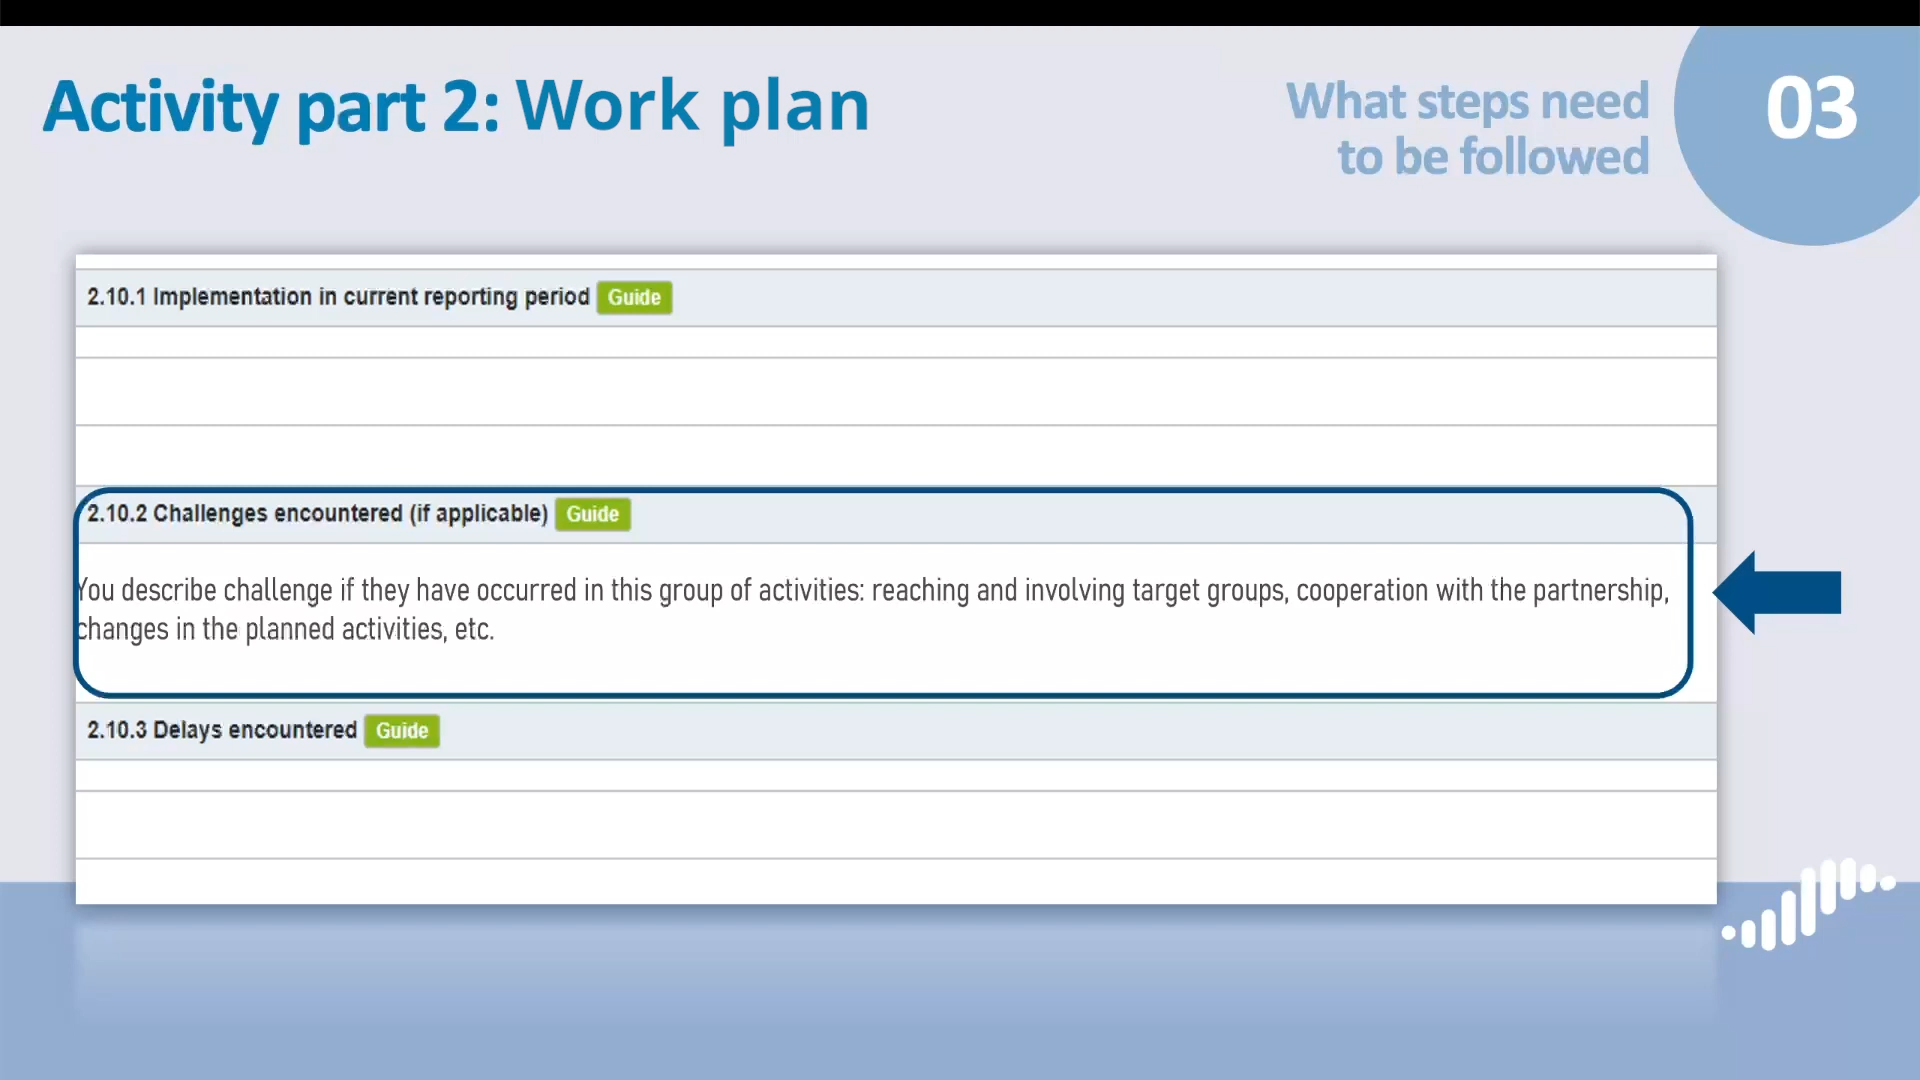 Activity part 2: Work plan
What steps need
to be followed
03
2.10.1 Implementation in current reporting period Guide
2.10.2 Challenges encountered (if applicable) Guide
You describe challenge if they have occurred in this group of activities: reaching and involving target groups, cooperation with the partnership,
changes in the planned activities, etc.
2.10.3 Delays encountered Guide